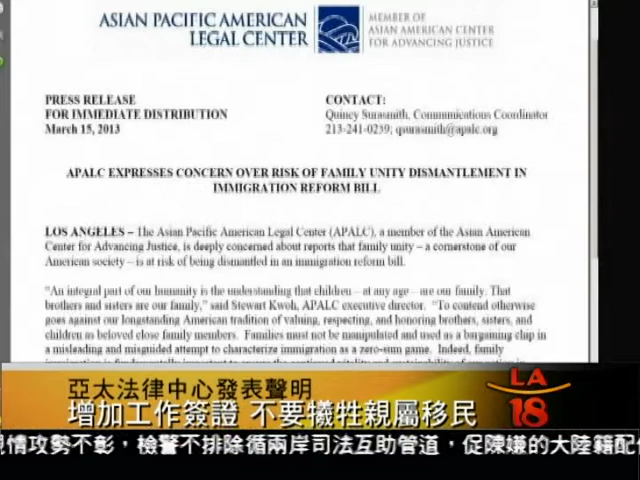 ASIAN PACIFIC AMERICAN
LEGAL CENTER
MEMBER OF
ASIAN AMERICAN CENTER
FOR ADVANCING JUSTICE
PRESS RELEASE
FOR IMMEDIATE DISTRIBUTION
March 15, 2013
CONTACT:
Quincy Surasmith, Communications Coordinator
213-241-0239; qsurasmith@apalc.org
APALC EXPRESSES CONCERN OVER RISK OF FAMILY UNITY DISMANTLEMENT IN
IMMIGRATION REFORM BILL
LOS ANGELES – The Asian Pacific American Legal Center (APALC), a member of the Asian American
Center for Advancing Justice, is deeply concerned about reports that family unity – a cornerstone of our
American society – is at risk of being dismantled in an immigration reform bill.
“An integral part of our humanity is the understanding that children – at any age – are our family. That
brothers and sisters are our family,” said Stewart Kwoh, APALC executive director. “To contend otherwise
goes against our longstanding American tradition of valuing, respecting, and honoring brothers, sisters, and
children as beloved close family members. Families must not be manipulated and used as a bargaining chip in
a misleading and misguided attempt to characterize immigration as a zero-sum game. Indeed, family
亞太法律中心發表聲明
增加工作簽證 不要犧牲親屬移民
LA
18
情攻勢不彰，檢警不排除循兩岸司法互助管道，促陳嫌的大陸籍配